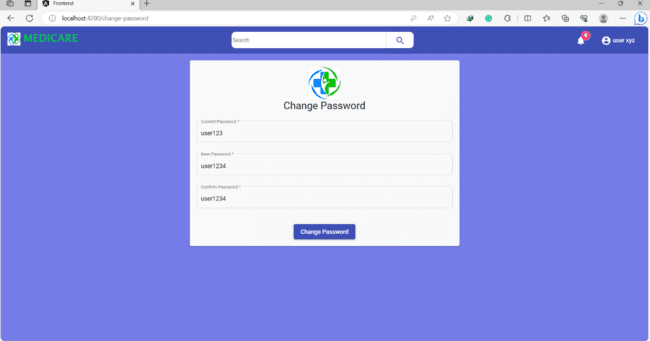 Frontend
localhost:4200/change-password
MEDICARE
Search
user xyz
Change Password
Current Password *
user123
New Password *
user1234
Confirm Password *
user1234
Change Password